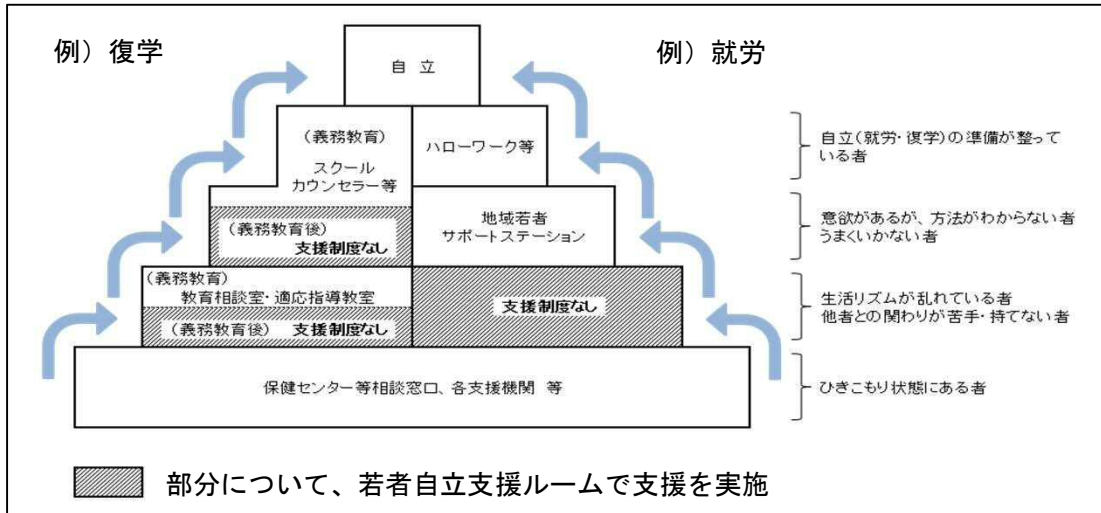 例）復学
例）就労
自 立
(義務教育)
スクール
カウンセラー等
ハローワーク等
自立(就労・復学)の準備が整って
いる者
(義務教育後)
支援制度なし
地域若者
サポートステーション
意欲があるが、方法がわからない者
うまくいかない者
(義務教育)
教育相談室・適応指導教室
(義務教育後) 支援制度なし
支援制度なし
生活リズムが乱れている者
他者との関わりが苦手・持てない者
保健センター等相談窓口、各支援機関 等
ひきこもり状態にある者
部分について、若者自立支援ルームで支援を実施